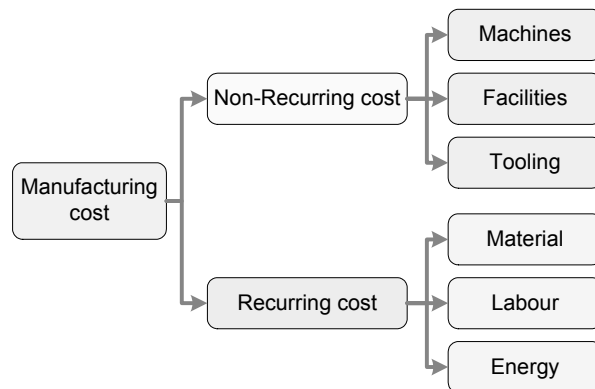 Manufacturing
cost
Non-Recurring cost
Machines
Facilities
Tooling
Recurring cost
Material
Labour
Energy